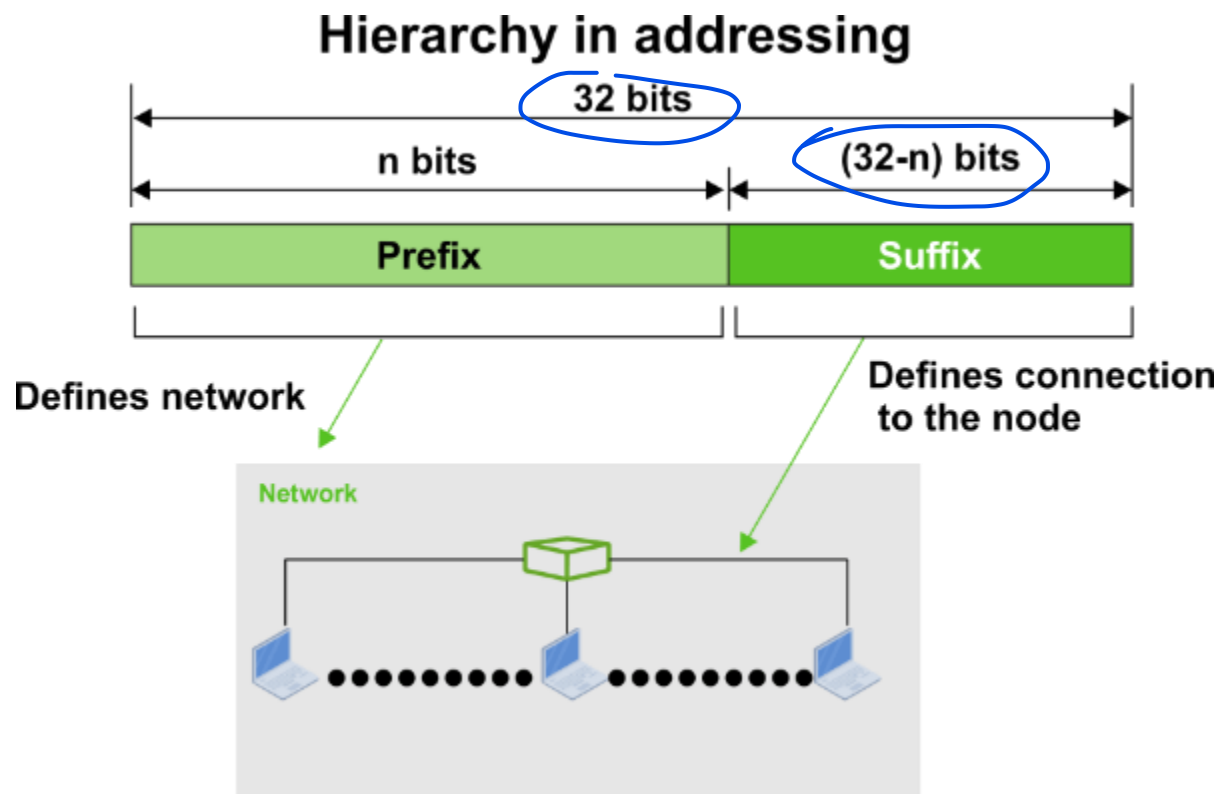 Hierarchy in addressing
32 bits
n bits
(32-n) bits
Prefix
Suffix
Defines network
Defines connection
to the node
Network